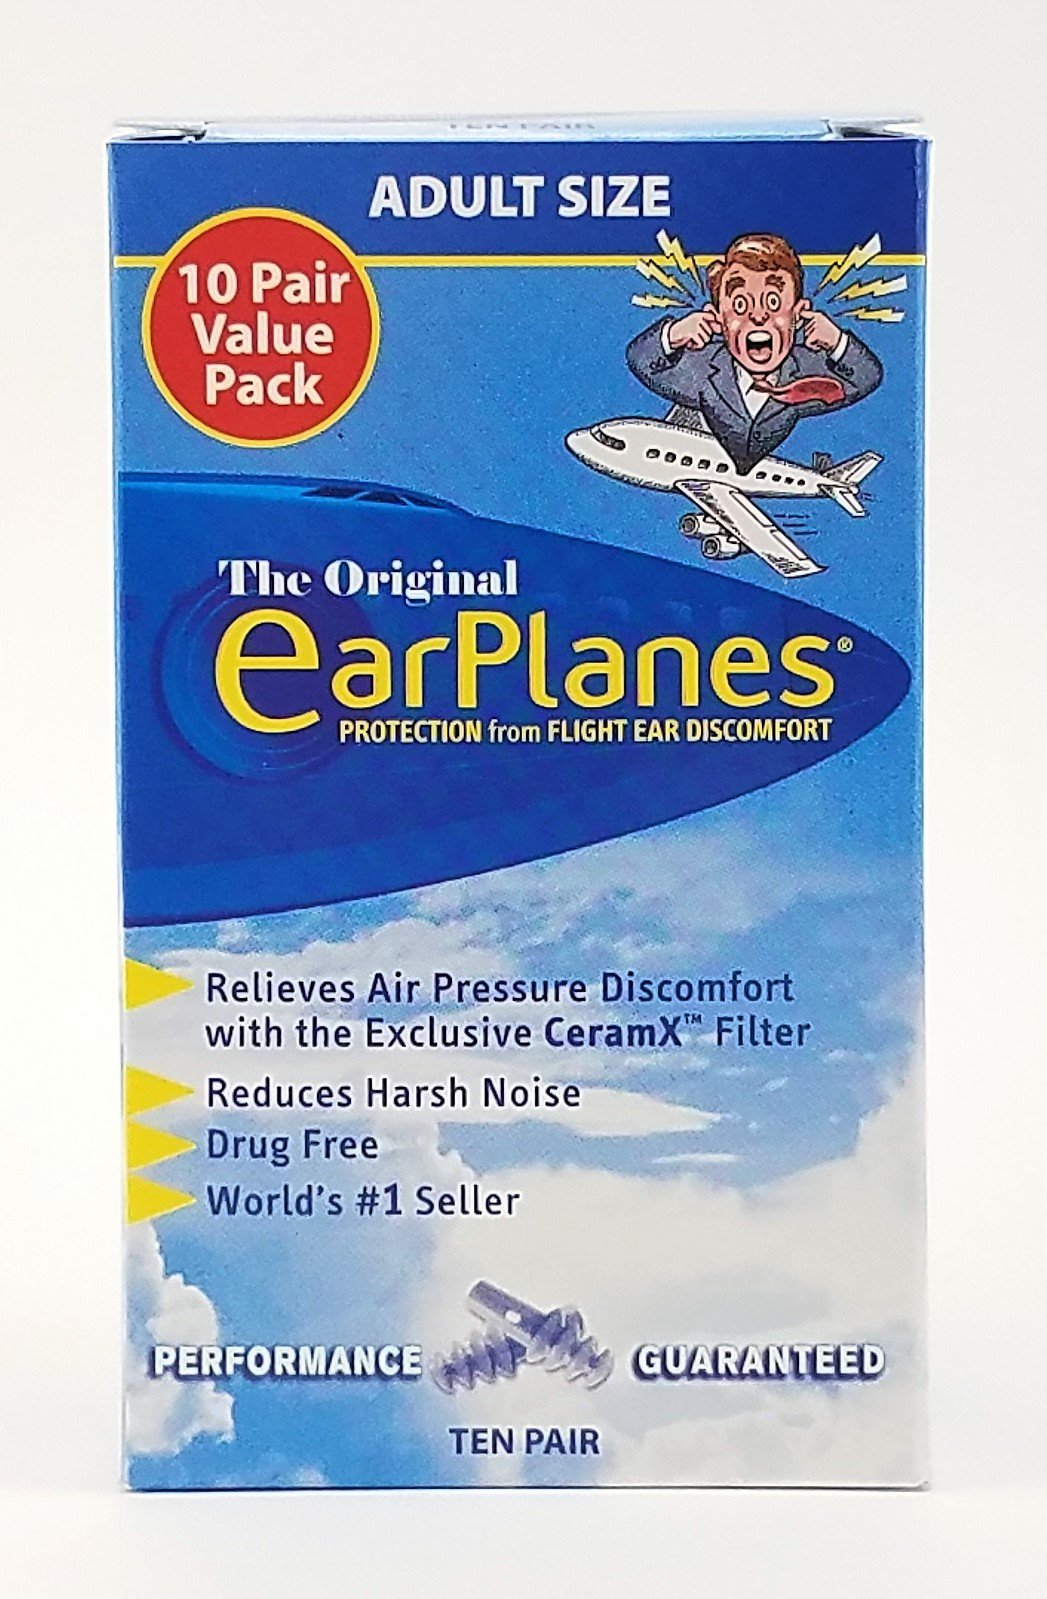 TEN PAIR
ADULT SIZE
10 Pair
Value
Pack
The Original
earPlanes®
PROTECTION from FLIGHT EAR DISCOMFORT
Relieves Air Pressure Discomfort
with the Exclusive CeramX™ Filter
Reduces Harsh Noise
Drug Free
World's #1 Seller
PERFORMANCE GUARANTEED
TEN PAIR